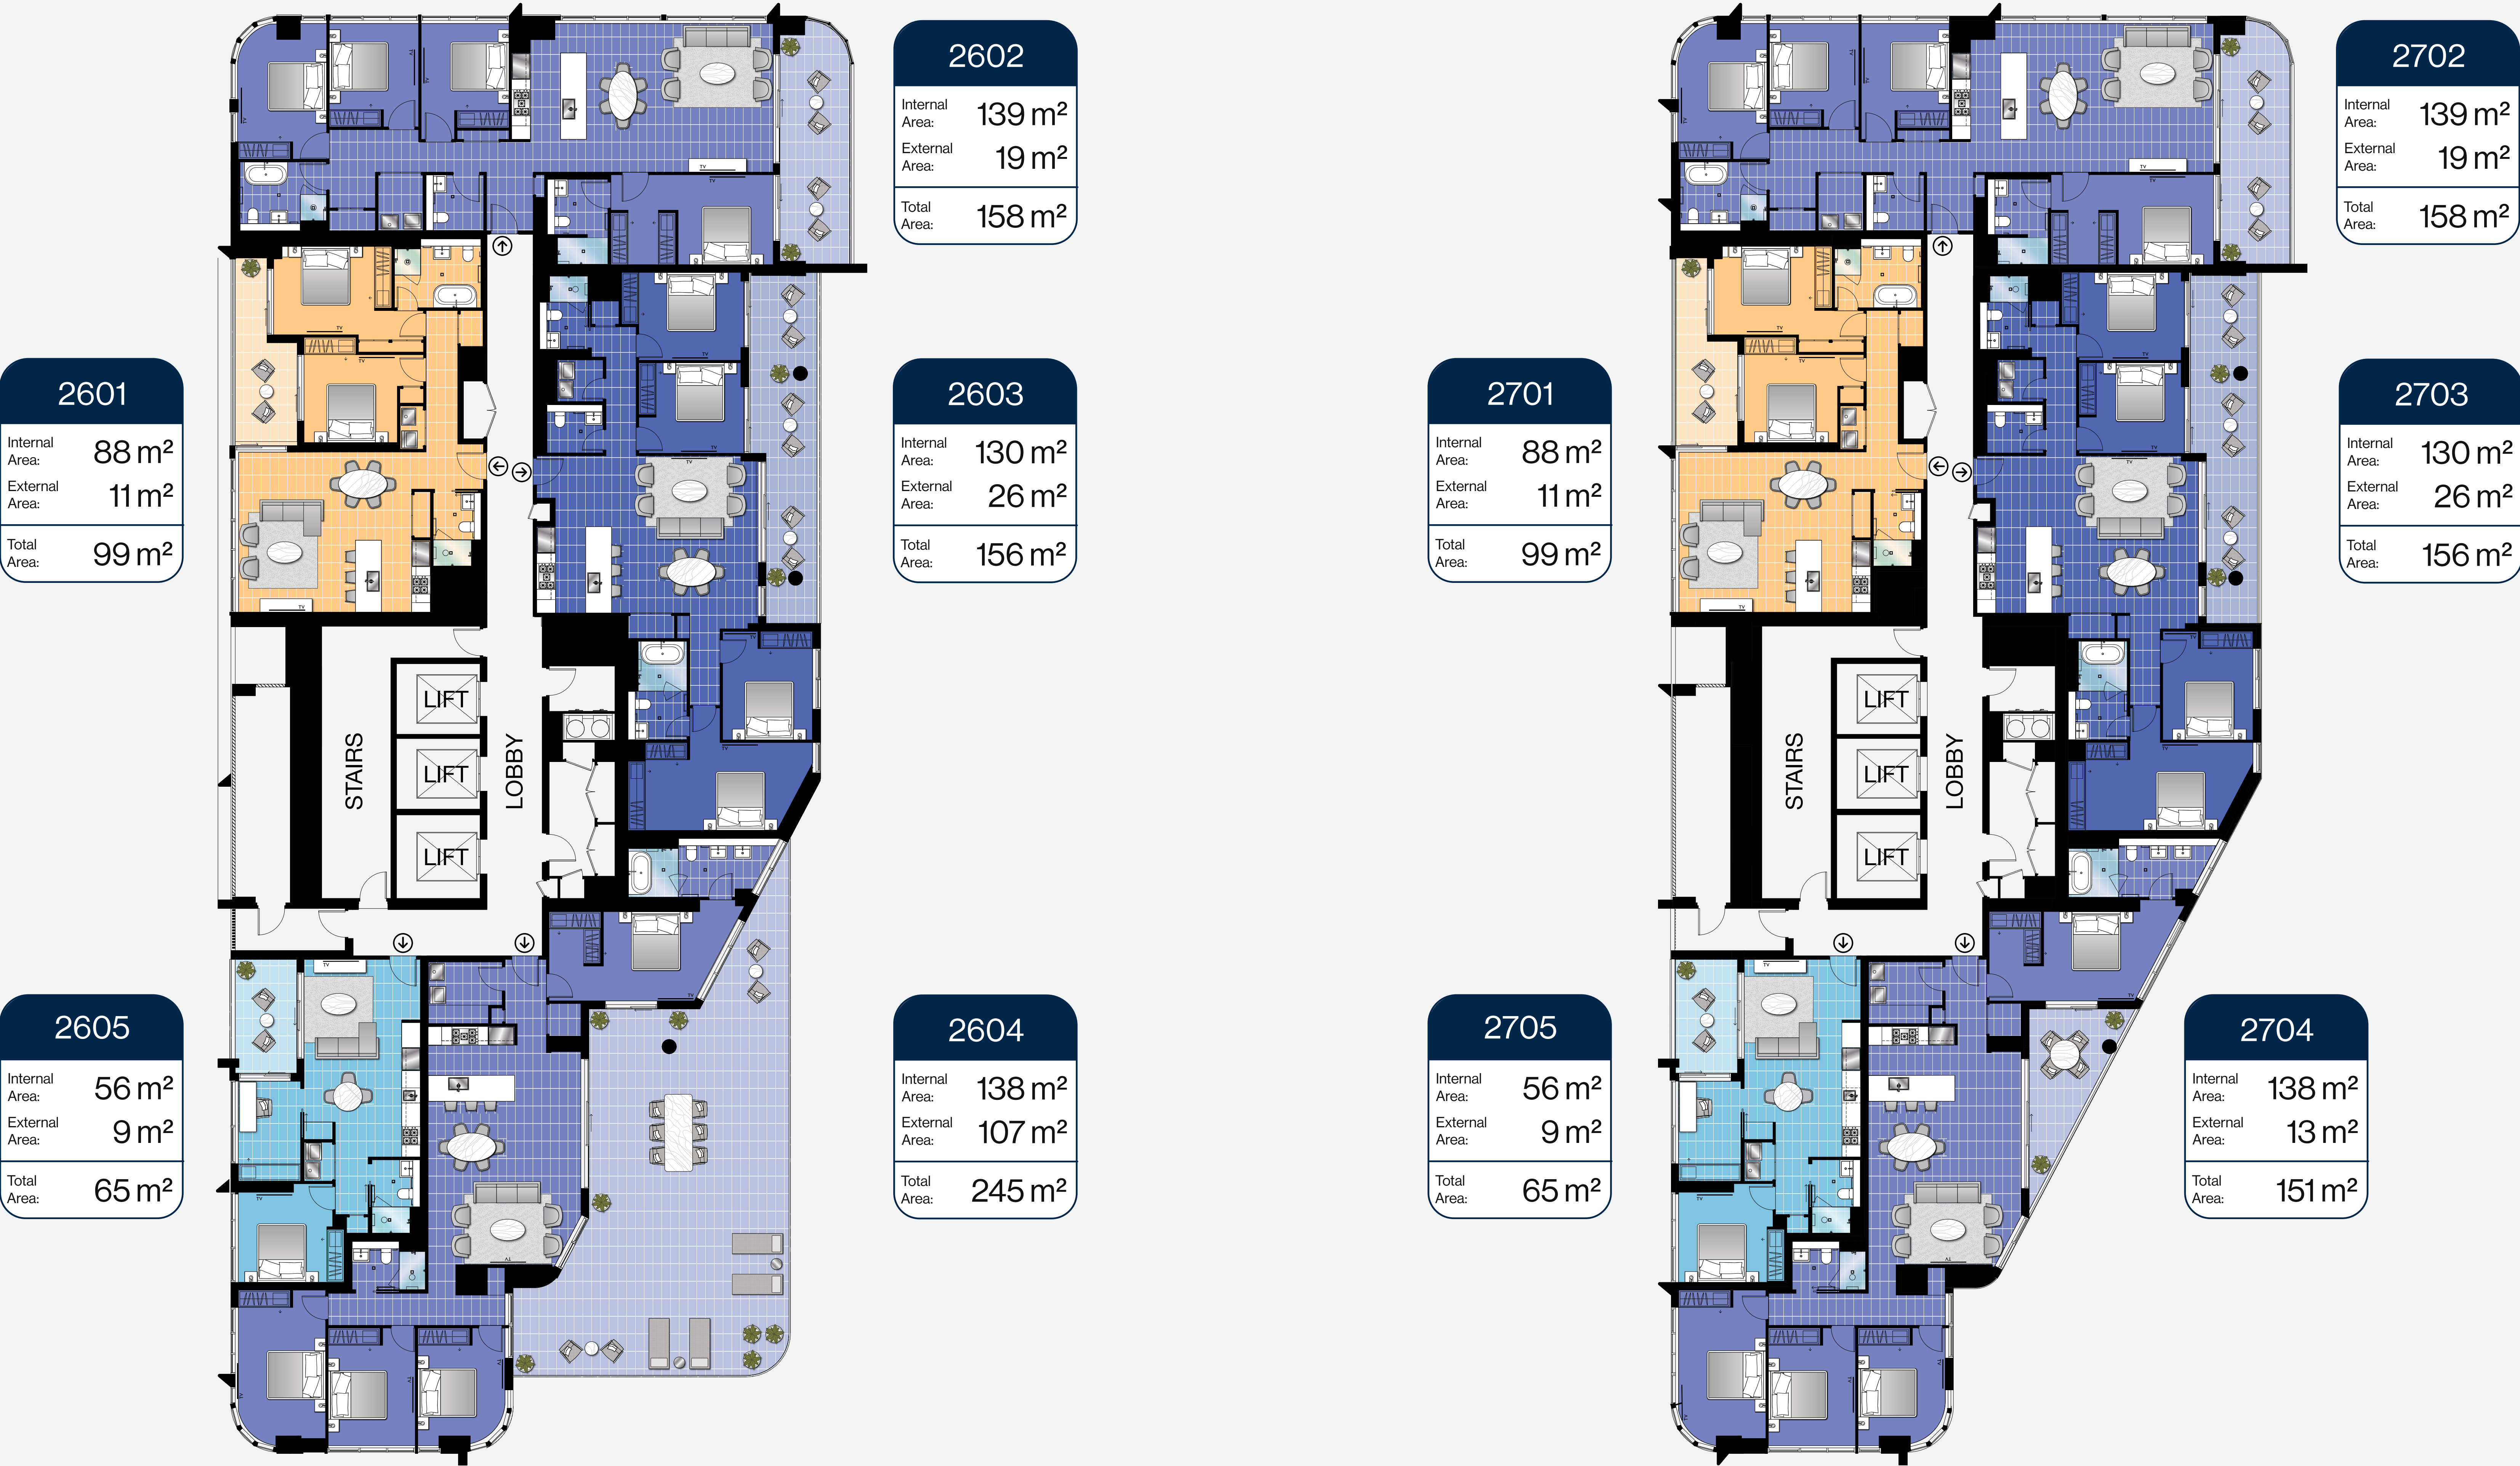 2602
Internal Area: 139 m²
External Area: 19 m²
Total Area: 158 m²
2601
Internal Area: 88 m²
External Area: 11 m²
Total Area: 99 m²
2603
Internal Area: 130 m²
External Area: 26 m²
Total Area: 156 m²
STAIRS
LIFT
LIFT
LIFT
LOBBY
2605
Internal Area: 56 m²
External Area: 9 m²
Total Area: 65 m²
2604
Internal Area: 138 m²
External Area: 107 m²
Total Area: 245 m²
2702
Internal Area: 139 m²
External Area: 19 m²
Total Area: 158 m²
2701
Internal Area: 88 m²
External Area: 11 m²
Total Area: 99 m²
2703
Internal Area: 130 m²
External Area: 26 m²
Total Area: 156 m²
STAIRS
LIFT
LIFT
LIFT
LOBBY
2705
Internal Area: 56 m²
External Area: 9 m²
Total Area: 65 m²
2704
Internal Area: 138 m²
External Area: 13 m²
Total Area: 151 m²